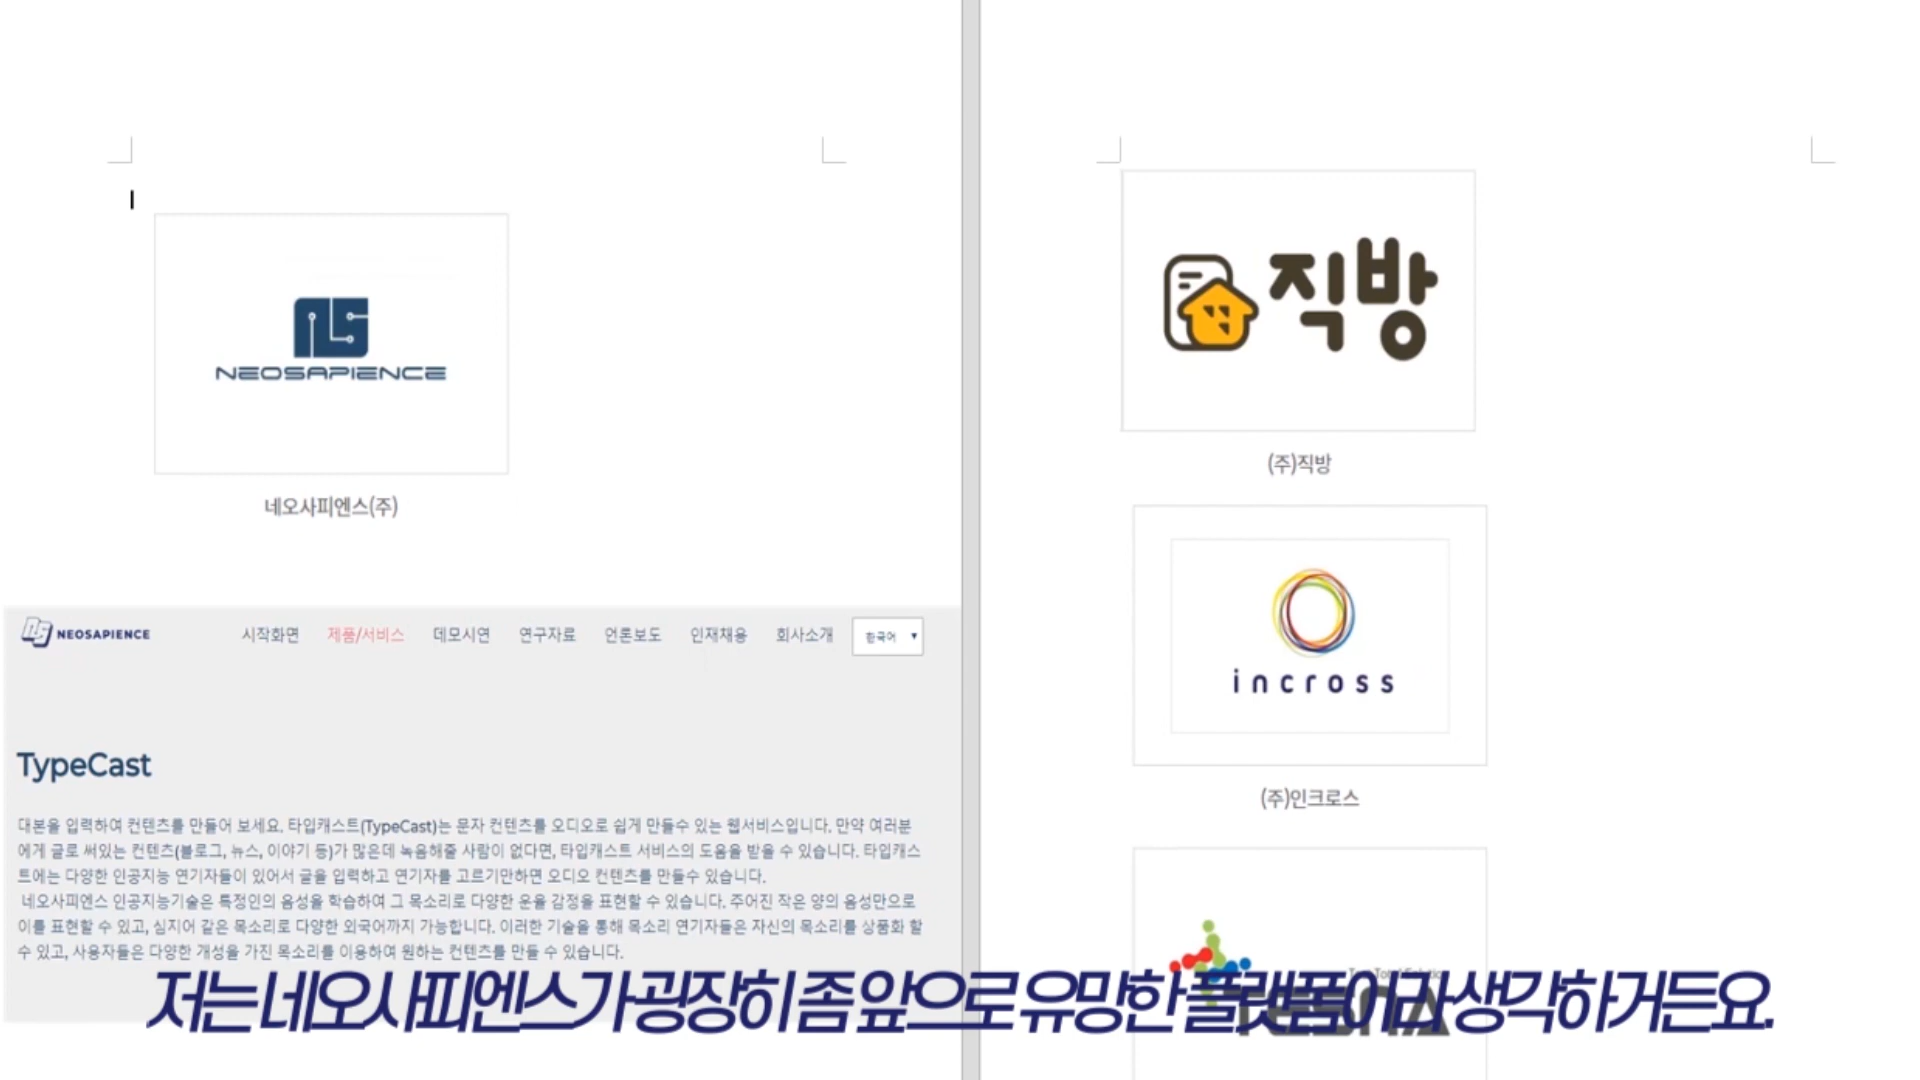 NEOSAPIENCE
네오사피엔스(주)
NEOSAPIENCE
시작화면 제품/서비스 데모시연 연구자료 언론보도 인재채용 회사소개 한국어
TypeCast
대본을 입력하여 컨텐츠를 만들어 보세요. 타입캐스트(TypeCast)는 문자 컨텐츠를 오디오로 쉽게 만들수 있는 웹서비스입니다. 만약 여러분
에게 글로 써있는 컨텐츠(블로그, 뉴스, 이야기 등)가 많은데 녹음해줄 사람이 없다면, 타입캐스트 서비스의 도움을 받을 수 있습니다. 타입캐스
트에는 다양한 인공지능 연기자들이 있어서 글을 입력하고 연기자를 고르기만하면 오디오 컨텐츠를 만들수 있습니다.
네오사피엔스 인공지능기술은 특정인의 음성을 학습하여 그 목소리로 다양한 운율 감정을 표현할 수 있습니다. 주어진 작은 양의 음성만으로
이를 표현할 수 있고, 심지어 같은 목소리로 다양한 외국어까지 가능합니다. 이러한 기술을 통해 목소리 연기자들은 자신의 목소리를 상품화 할
수 있고, 사용자들은 다양한 개성을 가진 목소리를 이용하여 원하는 컨텐츠를 만들 수 있습니다.
직방
(주)직방
incross
(주)인크로스
저는 네오사피엔스가 굉장히 좀 앞으로 유망한 플랫폼이라 생각하거든요.